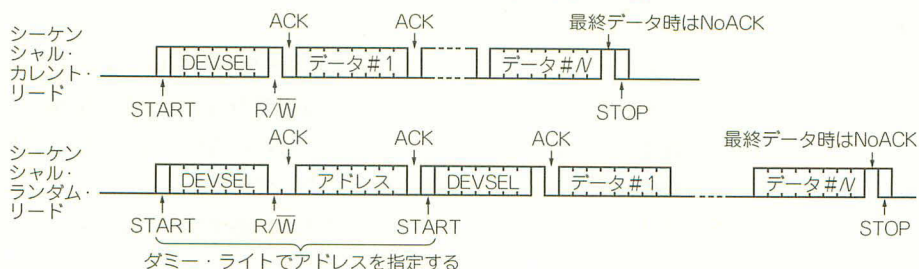 ACK ACK 最終データ時はNoACK
シーケン
シャル・
カレント・
リード
DEVSEL データ#1 データ#N
START R/W̅ STOP
ACK ACK ACK 最終データ時はNoACK
シーケン
シャル・
ランダム・
リード
DEVSEL アドレス DEVSEL データ#1 データ#N
START R/W̅ START STOP
ダミー・ライトでアドレスを指定する